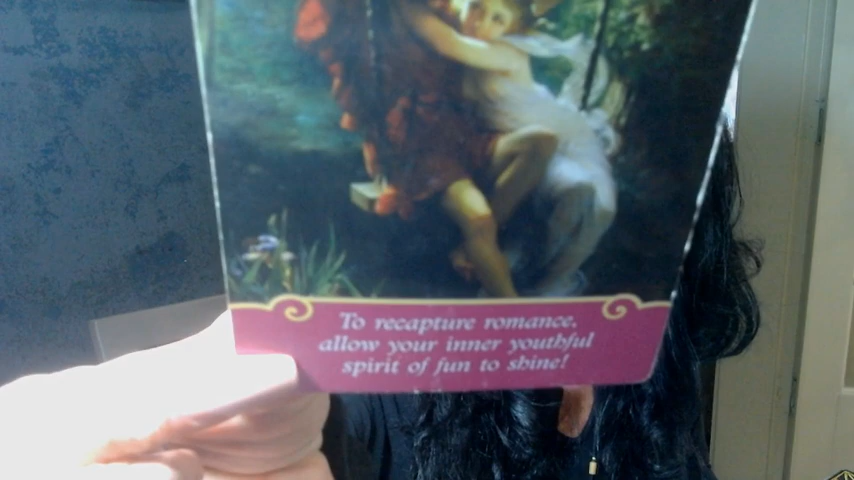 To recapture romance,
allow your inner youthful
spirit of fun to shine!